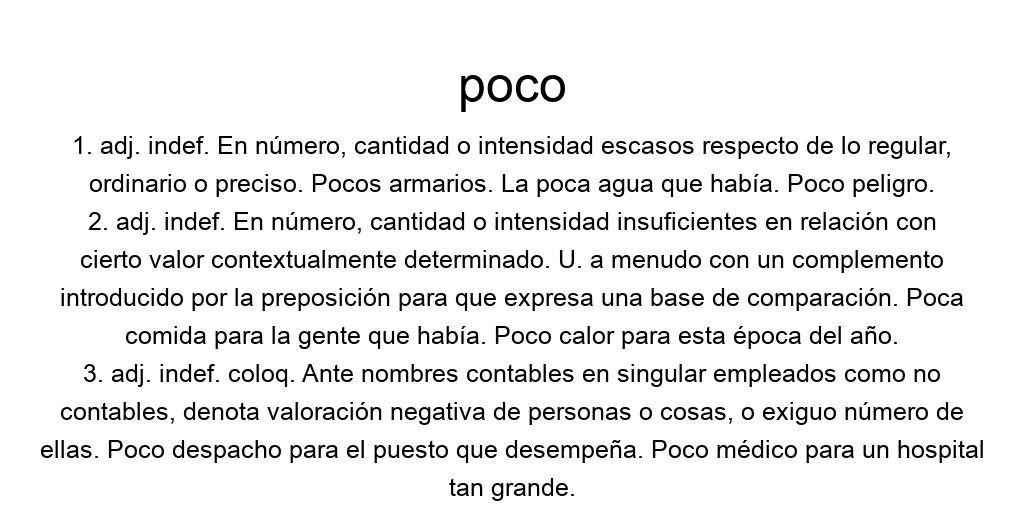 poco
1. adj. indef. En número, cantidad o intensidad escasos respecto de lo regular,
ordinario o preciso. Pocos armarios. La poca agua que había. Poco peligro.
2. adj. indef. En número, cantidad o intensidad insuficientes en relación con
cierto valor contextualmente determinado. U. a menudo con un complemento
introducido por la preposición para que expresa una base de comparación. Poca
comida para la gente que había. Poco calor para esta época del año.
3. adj. indef. coloq. Ante nombres contables en singular empleados como no
contables, denota valoración negativa de personas o cosas, o exiguo número de
ellas. Poco despacho para el puesto que desempeña. Poco médico para un hospital
tan grande.